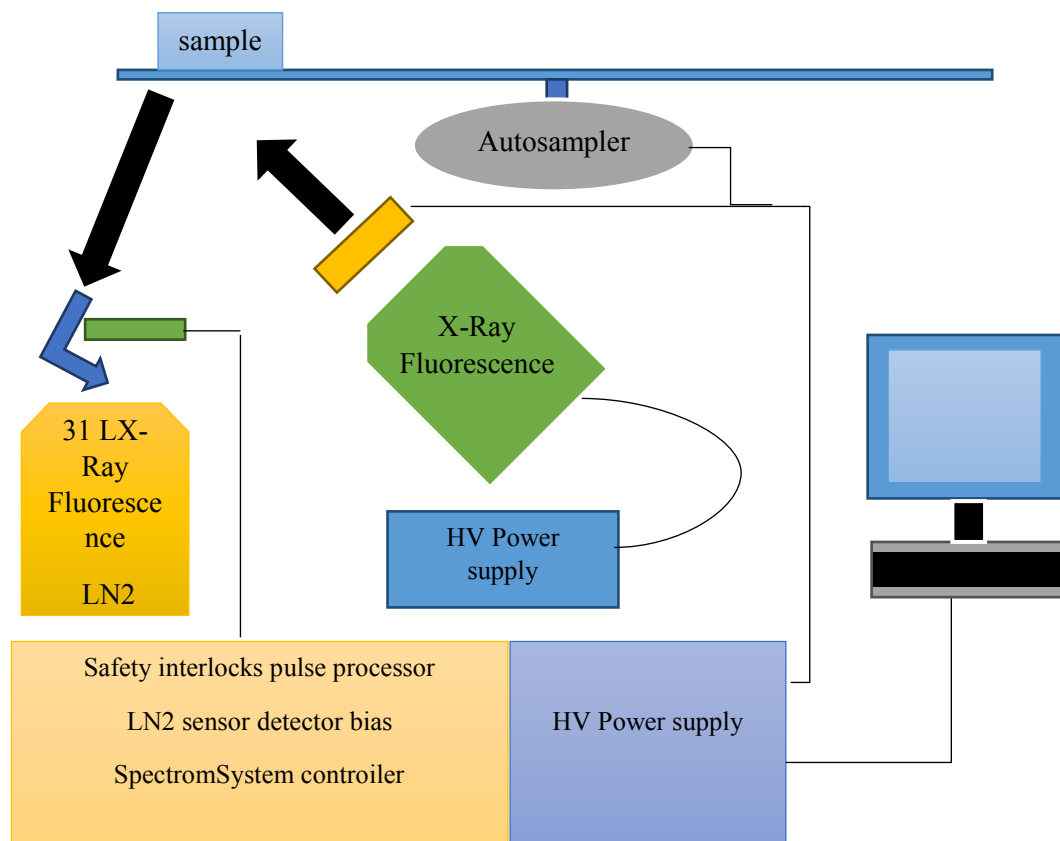 sample
Autosampler
X-Ray
Fluorescence
31 LX-
Ray
Fluoresce
nce
LN2
HV Power
supply
Safety interlocks pulse processor
LN2 sensor detector bias
SpectromSystem controiler
HV Power supply